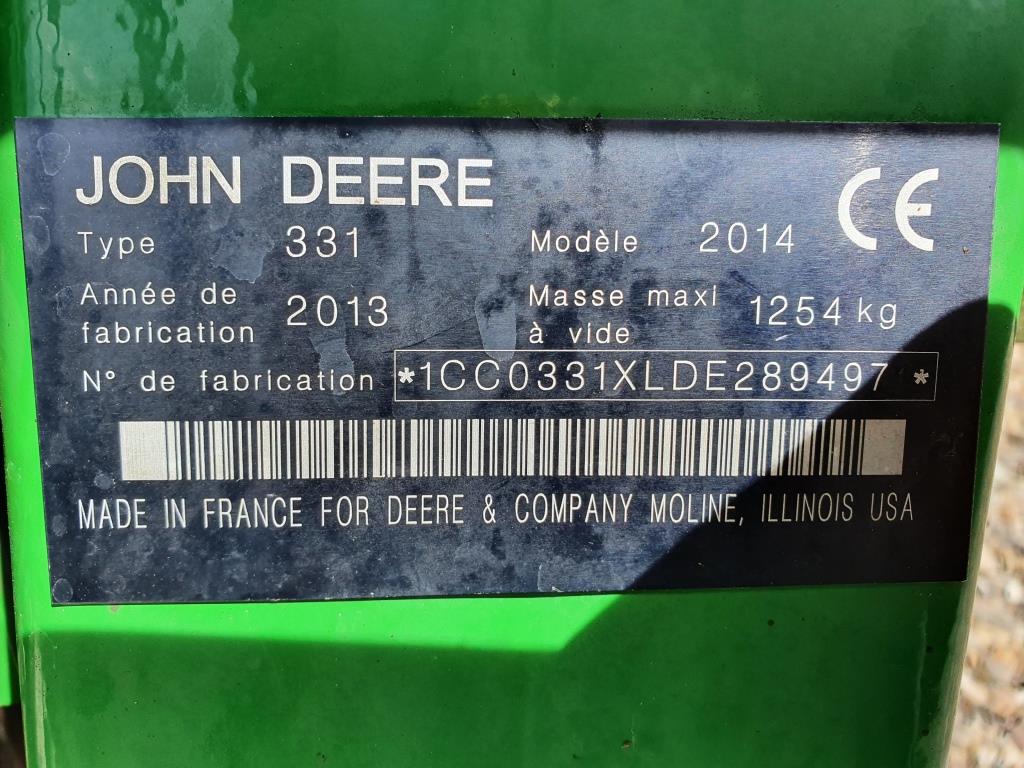 JOHN DEERE CE
Type 331 Modèle 2014
Année de fabrication 2013 Masse maxi à vide 1254 kg
N° de fabrication *1CC0331XLDE289497*
MADE IN FRANCE FOR DEERE & COMPANY MOLINE, ILLINOIS USA